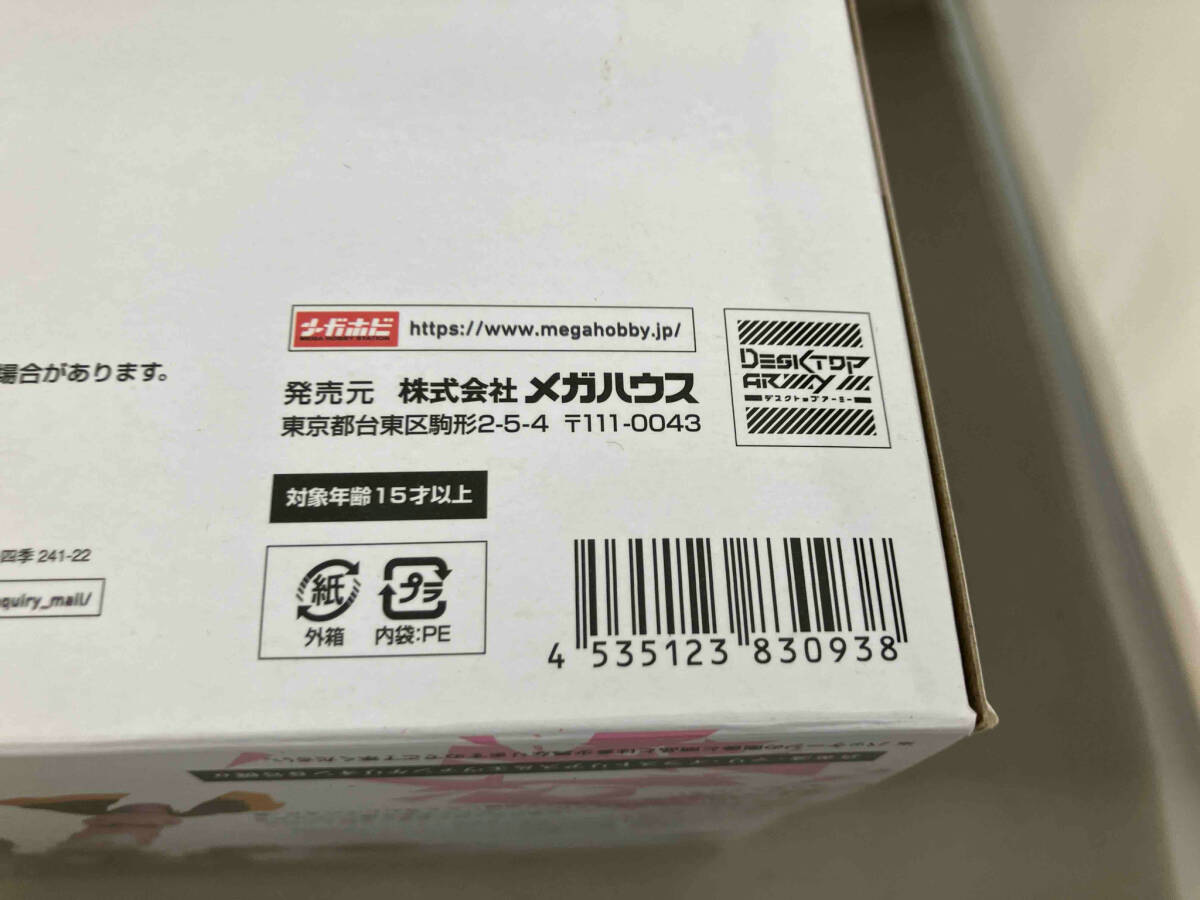 場合があります。
メガホビ
MEGA HOBBY STATION
https://www.megahobby.jp/
発売元 株式会社 メガハウス
東京都台東区駒形2-5-4 〒111-0043
DESKTOP
ARMY
デスクトップアーミー
対象年齢15才以上
四季 241-22
quiry_mail/
紙
外箱
プラ
内袋:PE
4 535123 830938